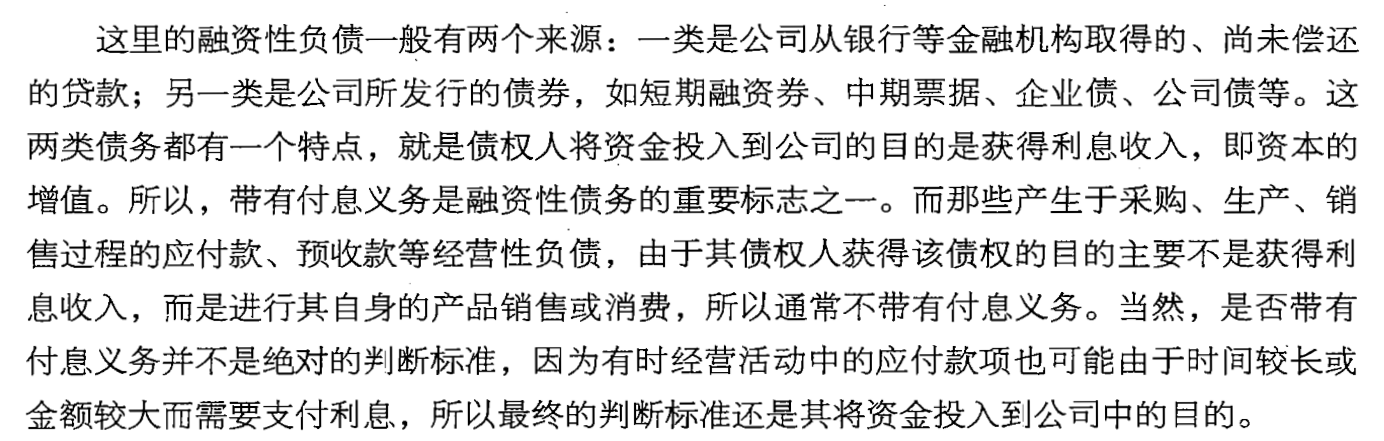 这里的融资性负债一般有两个来源：一类是公司从银行等金融机构取得的、尚未偿还
的贷款；另一类是公司所发行的债券，如短期融资券、中期票据、企业债、公司债等。这
两类债务都有一个特点，就是债权人将资金投入到公司的目的是获得利息收入，即资本的
增值。所以，带有付息义务是融资性债务的重要标志之一。而那些产生于采购、生产、销
售过程的应付款、预收款等经营性负债，由于其债权人获得该债权的目的主要不是获得利
息收入，而是进行其自身的产品销售或消费，所以通常不带有付息义务。当然，是否带有
付息义务并不是绝对的判断标准，因为有时经营活动中的应付款项也可能由于时间较长或
金额较大而需要支付利息，所以最终的判断标准还是其将资金投入到公司中的目的。